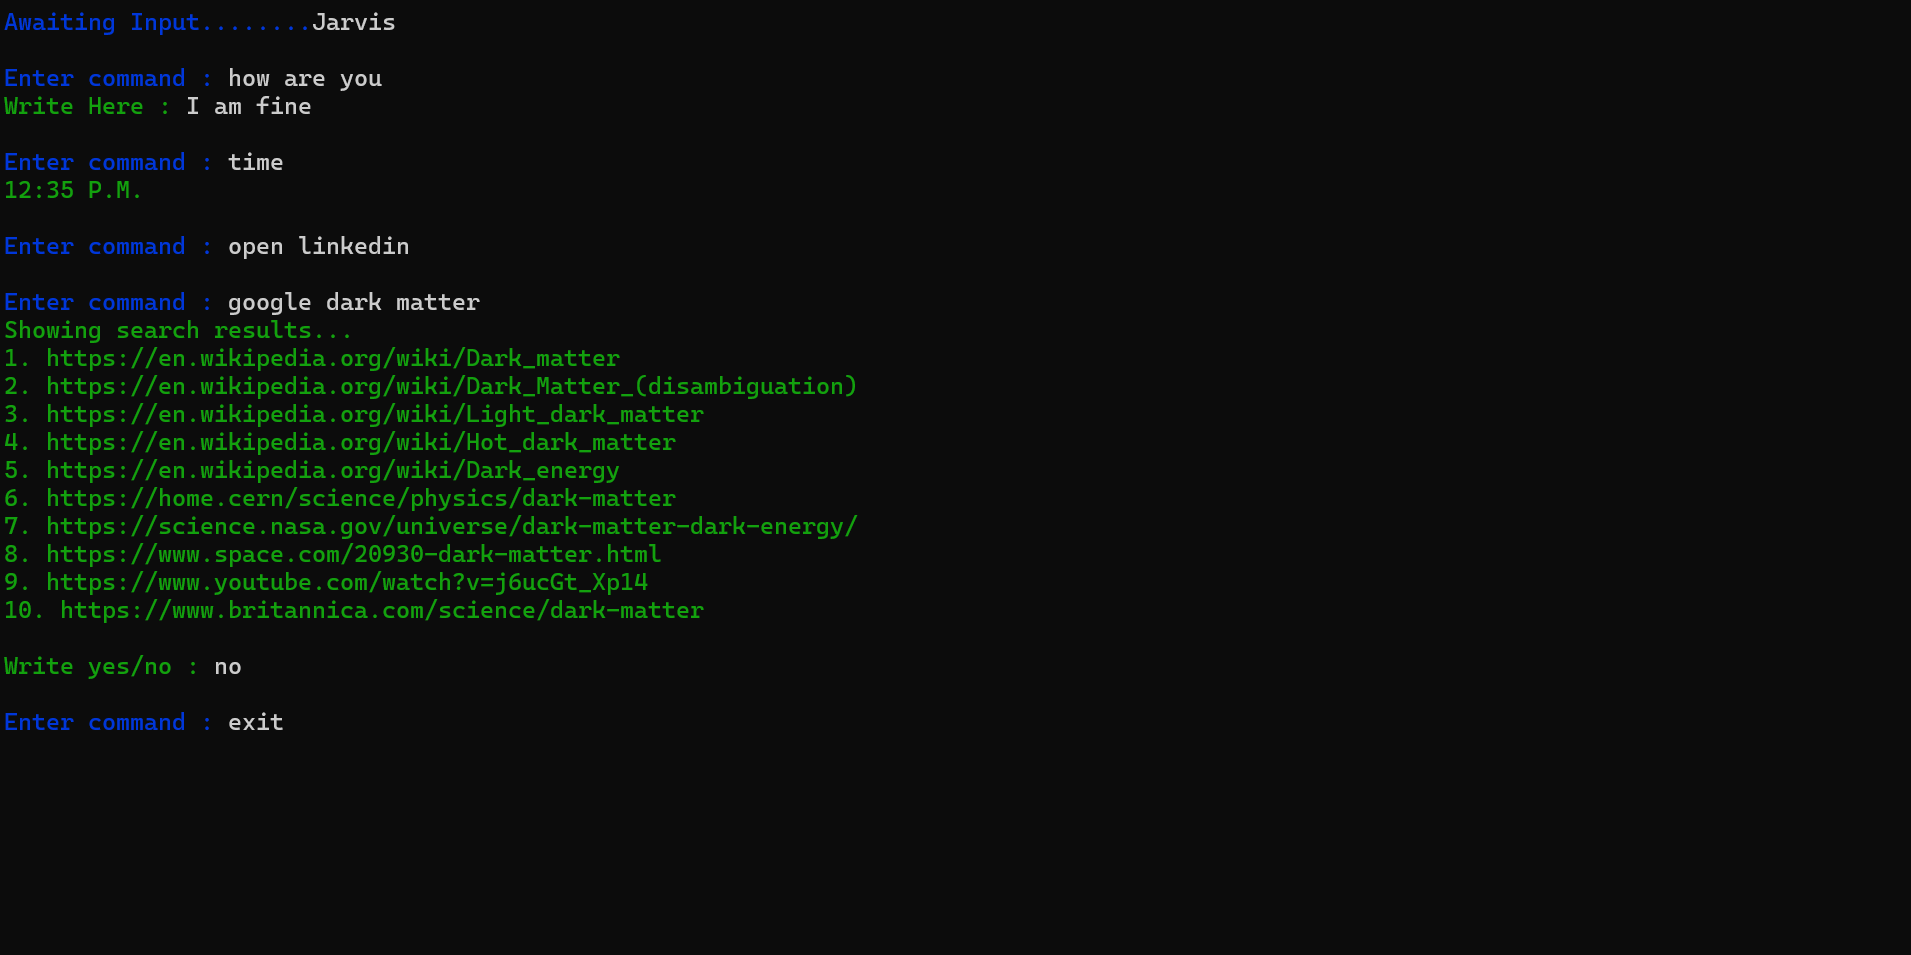 Awaiting Input........Jarvis
Enter command : how are you
Write Here : I am fine
Enter command : time
12:35 P.M.
Enter command : open linkedin
Enter command : google dark matter
Showing search results...
1. https://en.wikipedia.org/wiki/Dark_matter
2. https://en.wikipedia.org/wiki/Dark_Matter_(disambiguation)
3. https://en.wikipedia.org/wiki/Light_dark_matter
4. https://en.wikipedia.org/wiki/Hot_dark_matter
5. https://en.wikipedia.org/wiki/Dark_energy
6. https://home.cern/science/physics/dark-matter
7. https://science.nasa.gov/universe/dark-matter-dark-energy/
8. https://www.space.com/20930-dark-matter.html
9. https://www.youtube.com/watch?v=j6ucGt_Xp14
10. https://www.britannica.com/science/dark-matter
Write yes/no : no
Enter command : exit